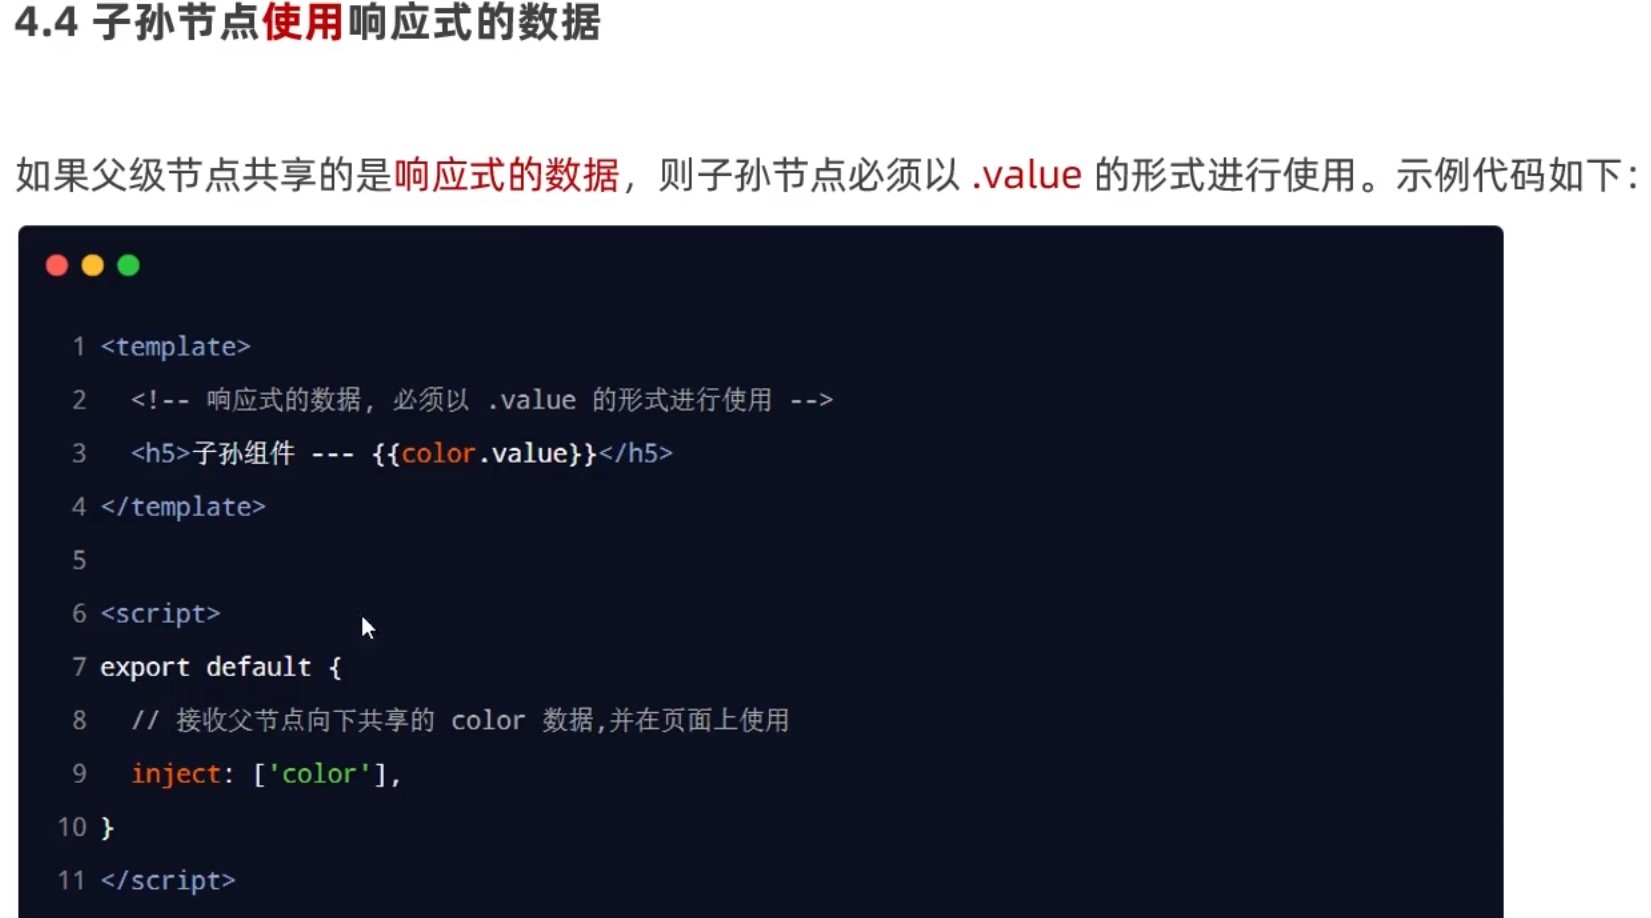 4.4 子孙节点使用响应式的数据
如果父级节点共享的是响应式的数据，则子孙节点必须以 .value 的形式进行使用。示例代码如下：
1 <template>
2   <!-- 响应式的数据, 必须以 .value 的形式进行使用 -->
3   <h5>子孙组件 --- {{color.value}}</h5>
4 </template>
5
6 <script>
7 export default {
8   // 接收父节点向下共享的 color 数据,并在页面上使用
9   inject: ['color'],
10 }
11 </script>